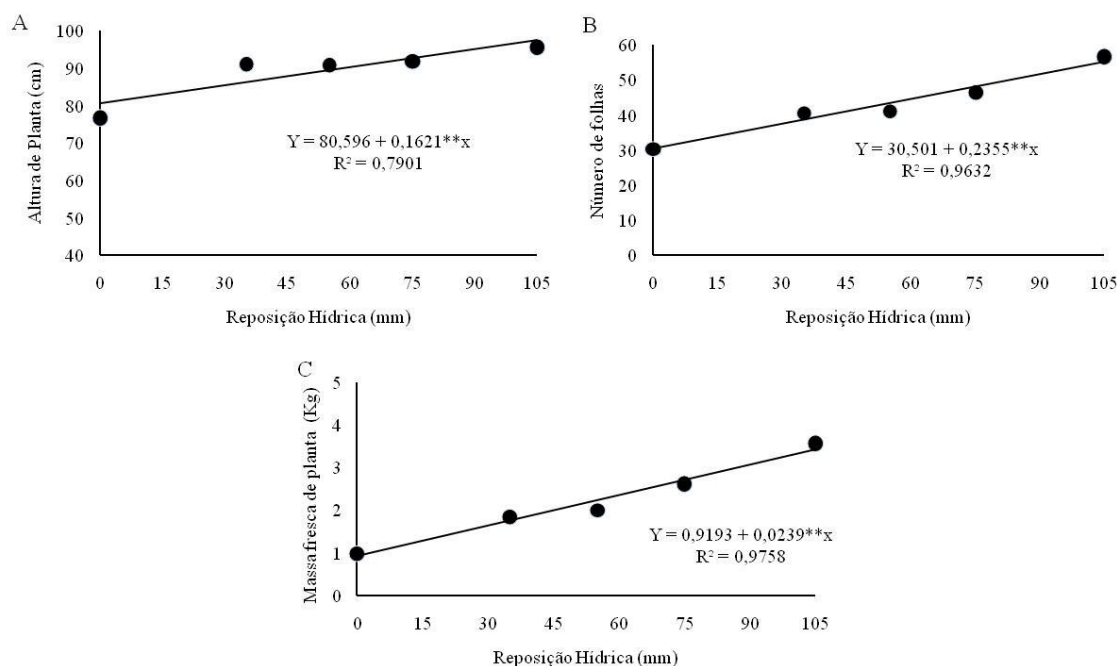 A
Altura de Planta (cm)
100
90
80
70
60
50
40
Y = 80,596 + 0,1621**x
R² = 0,7901
0 15 30 45 60 75 90 105
Reposição Hídrica (mm)
B
Número de folhas
60
50
40
30
20
10
0
Y = 30,501 + 0,2355**x
R² = 0,9632
0 15 30 45 60 75 90 105
Reposição Hídrica (mm)
C
Massa fresca de planta (Kg)
5
4
3
2
1
0
Y = 0,9193 + 0,0239**x
R² = 0,9758
0 15 30 45 60 75 90 105
Reposição Hídrica (mm)